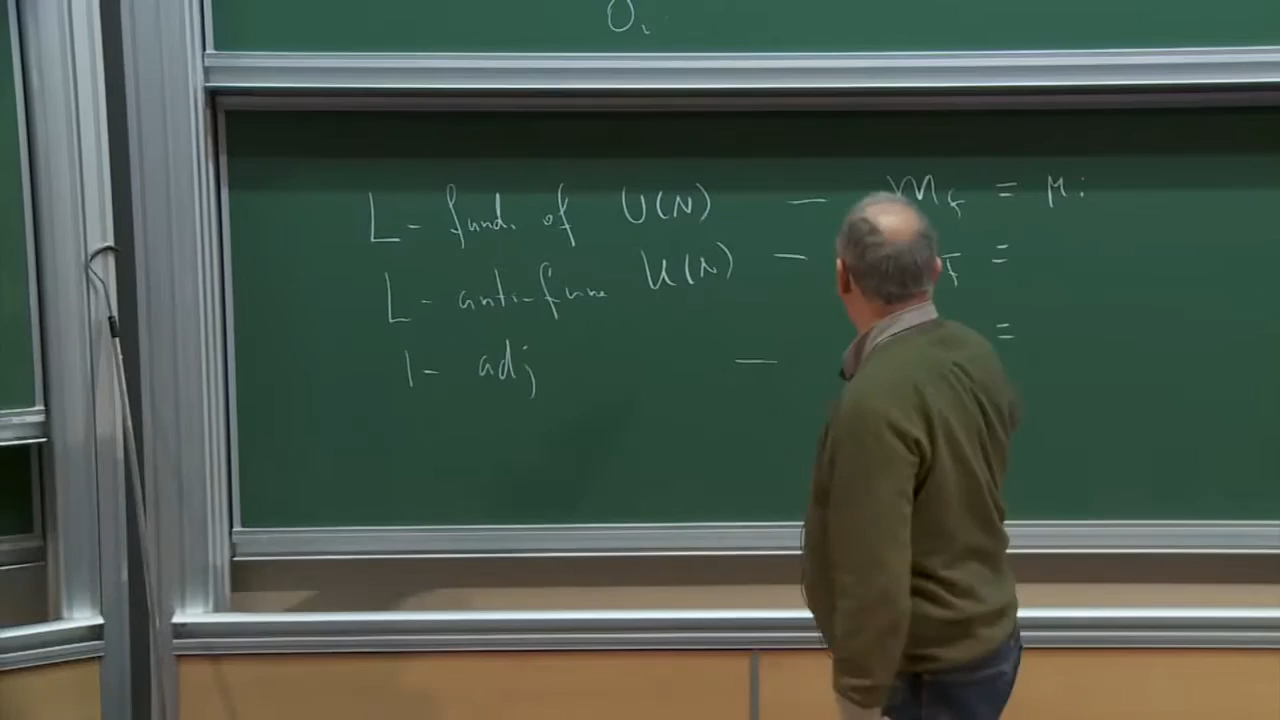 O.
L - fund. of U(N) — m_f = μ_i
L - anti-fund U(N) — f̄ =
1 - adj — =